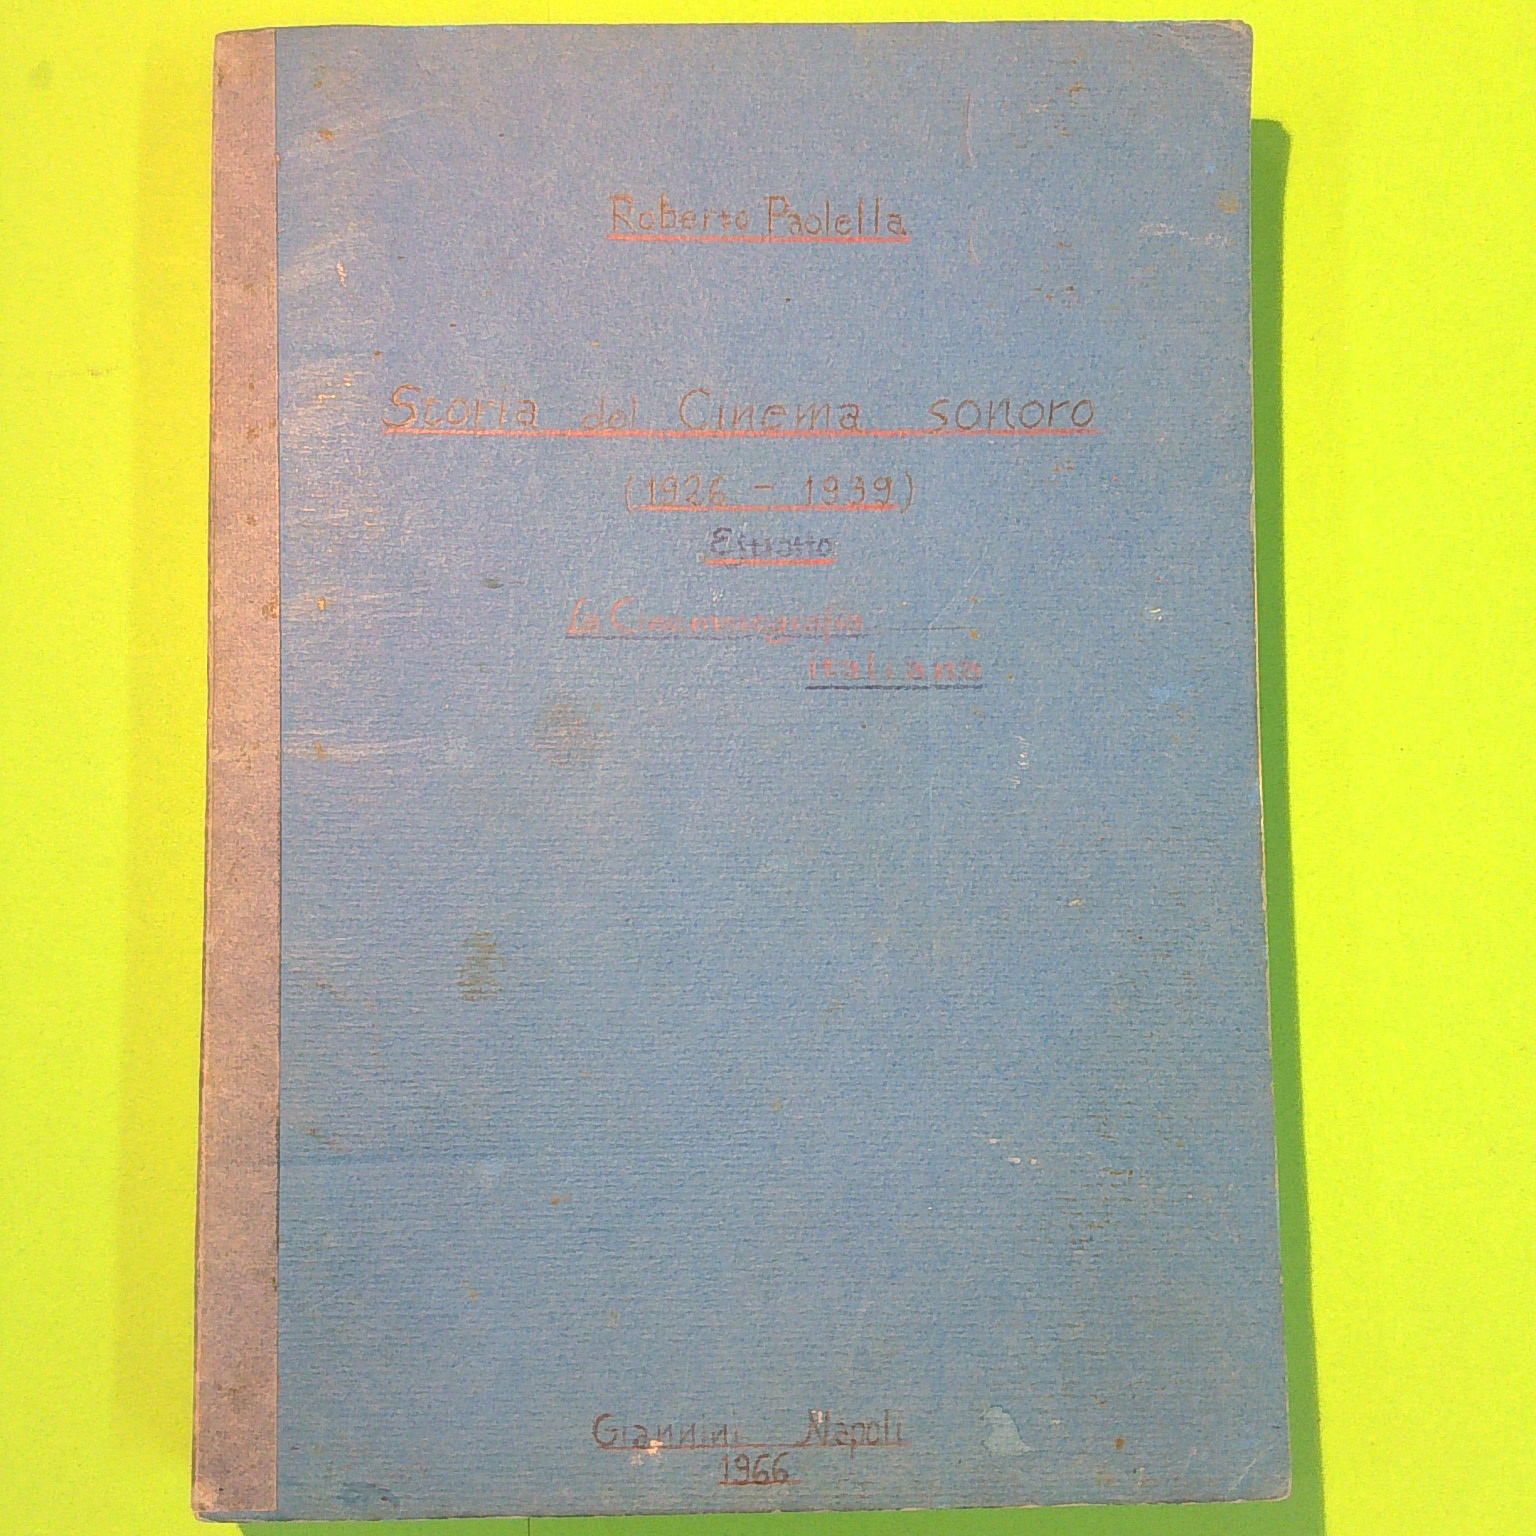 Roberto Paolella
Storia del Cinema sonoro
(1926 - 1939)
Estratto
La Cinematografia
italiana
Giannini Napoli
1966